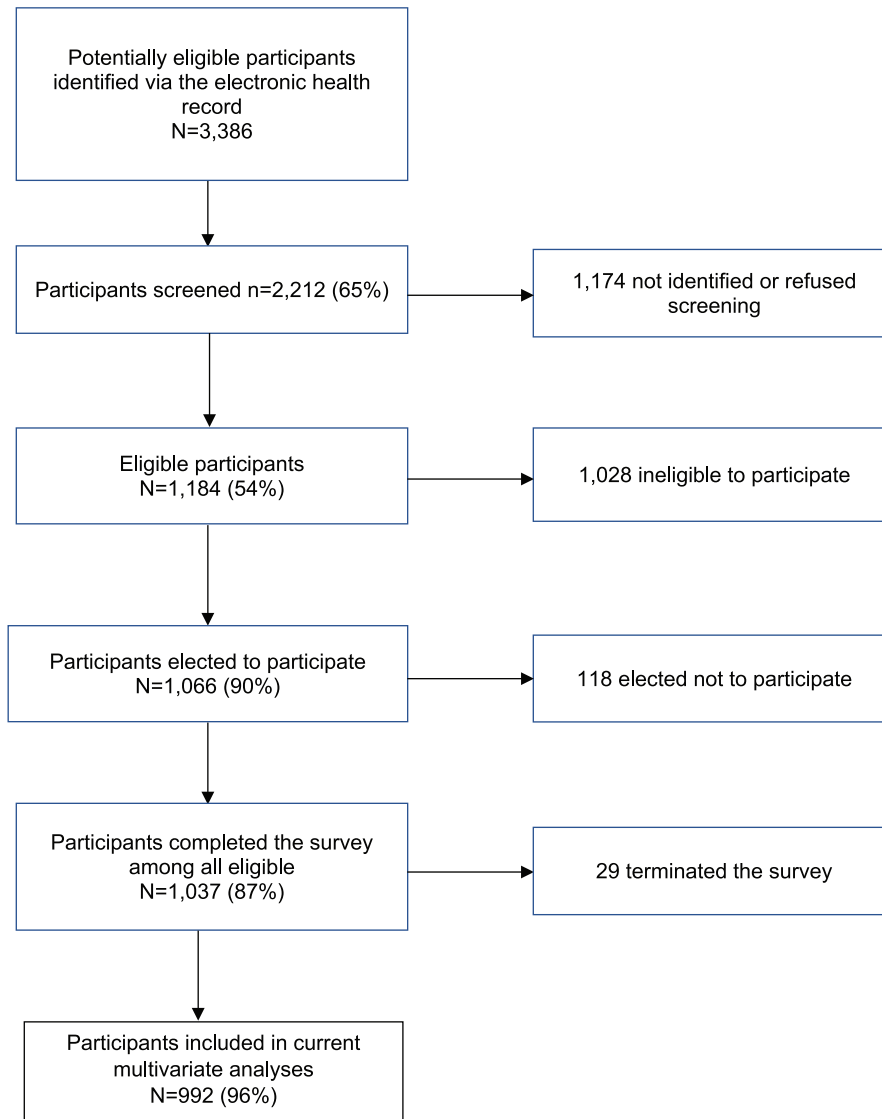 Potentially eligible participants
identified via the electronic health
record
N=3,386
Participants screened n=2,212 (65%)
1,174 not identified or refused
screening
Eligible participants
N=1,184 (54%)
1,028 ineligible to participate
Participants elected to participate
N=1,066 (90%)
118 elected not to participate
Participants completed the survey
among all eligible
N=1,037 (87%)
29 terminated the survey
Participants included in current
multivariate analyses
N=992 (96%)